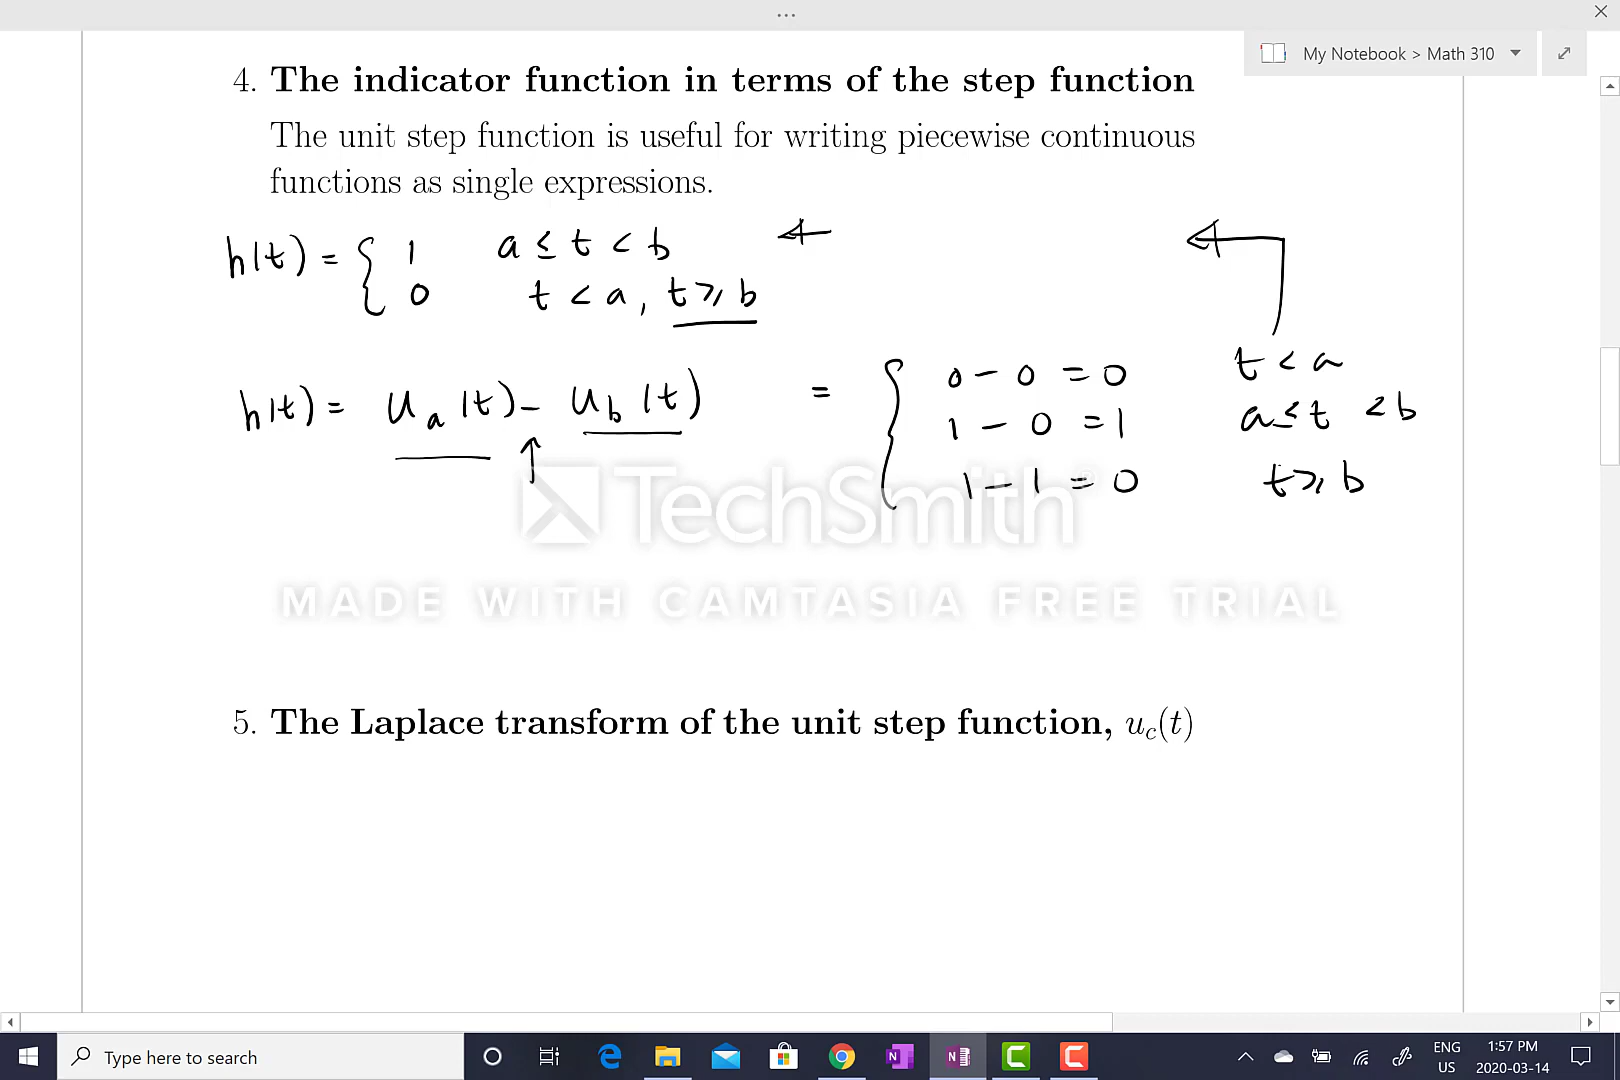 ...
My Notebook > Math 310
4. The indicator function in terms of the step function
The unit step function is useful for writing piecewise continuous
functions as single expressions.
h(t) = { 1 a ≤ t < b
0 t < a, t ≥ b
h(t) = u_a(t) - u_b(t) = { 0 - 0 = 0 t < a
1 - 0 = 1 a ≤ t < b
1 - 1 = 0 t ≥ b
TechSmith
MADE WITH CAMTASIA FREE TRIAL
5. The Laplace transform of the unit step function, u_c(t)
Type here to search
ENG
US
1:57 PM
2020-03-14